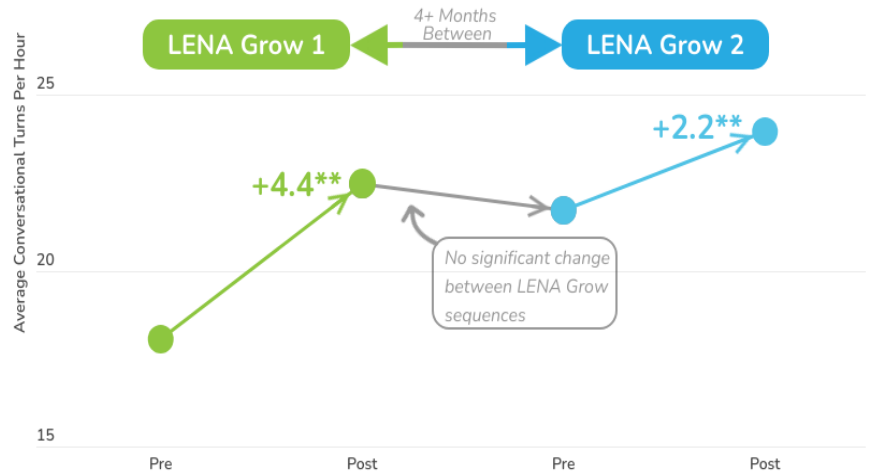 4+ Months
Between
LENA Grow 1
LENA Grow 2
Average Conversational Turns Per Hour
25
+4.4**
+2.2**
20
No significant change
between LENA Grow
sequences
15
Pre
Post
Pre
Post